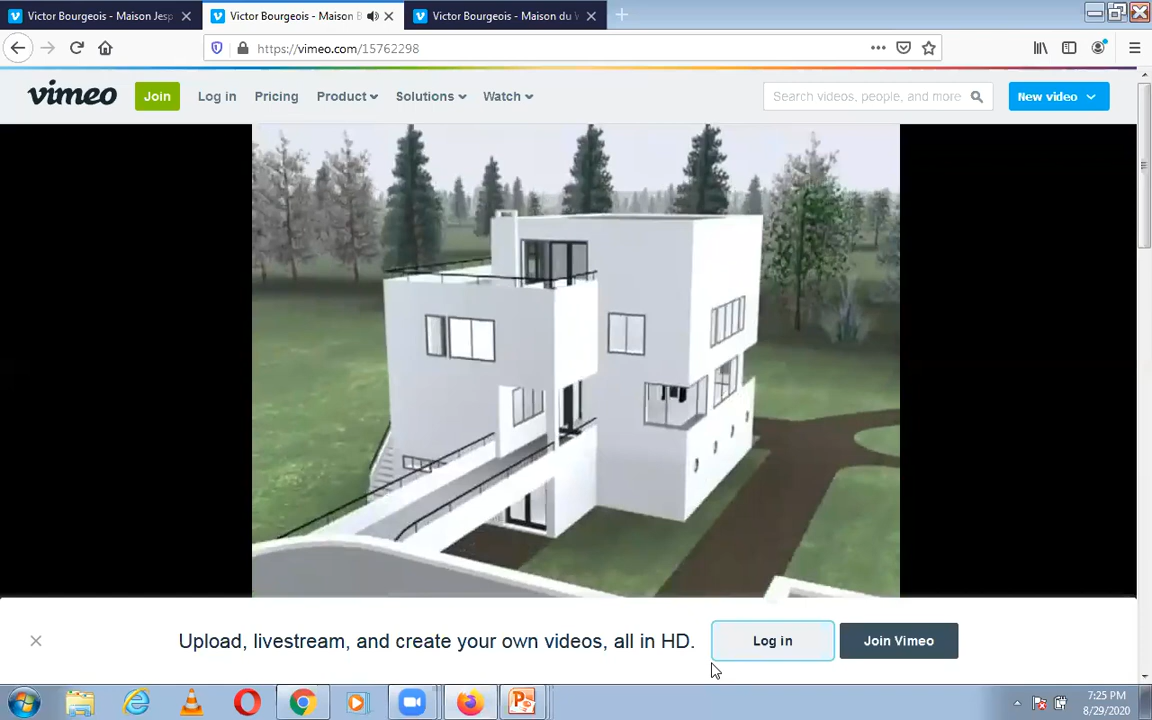 Victor Bourgeois - Maison Jesp
Victor Bourgeois - Maison B
Victor Bourgeois - Maison du V
https://vimeo.com/15762298
vimeo
Join
Log in
Pricing
Product
Solutions
Watch
Search videos, people, and more
New video
Upload, livestream, and create your own videos, all in HD.
Log in
Join Vimeo
7:25 PM
8/29/2020